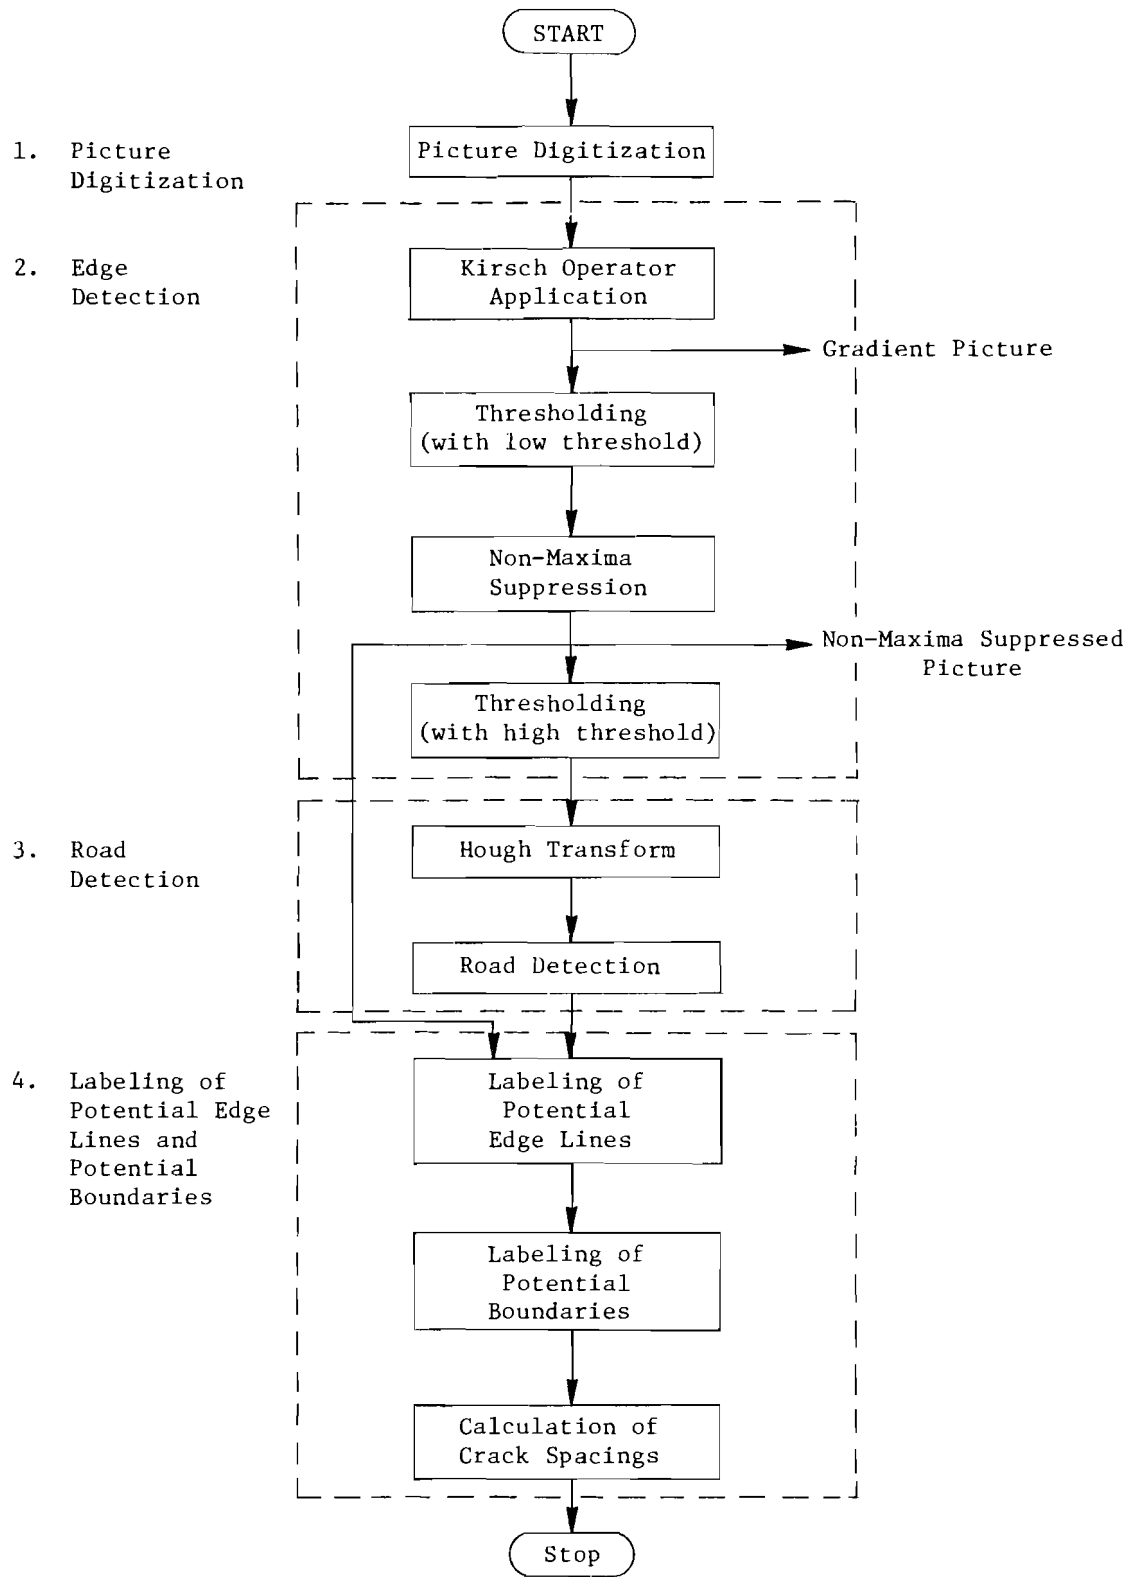 START
1. Picture
Digitization
Picture Digitization
2. Edge
Detection
Kirsch Operator
Application
Gradient Picture
Thresholding
(with low threshold)
Non-Maxima
Suppression
Non-Maxima Suppressed
Picture
Thresholding
(with high threshold)
3. Road
Detection
Hough Transform
Road Detection
4. Labeling of
Potential Edge
Lines and
Potential
Boundaries
Labeling of
Potential
Edge Lines
Labeling of
Potential
Boundaries
Calculation of
Crack Spacings
Stop